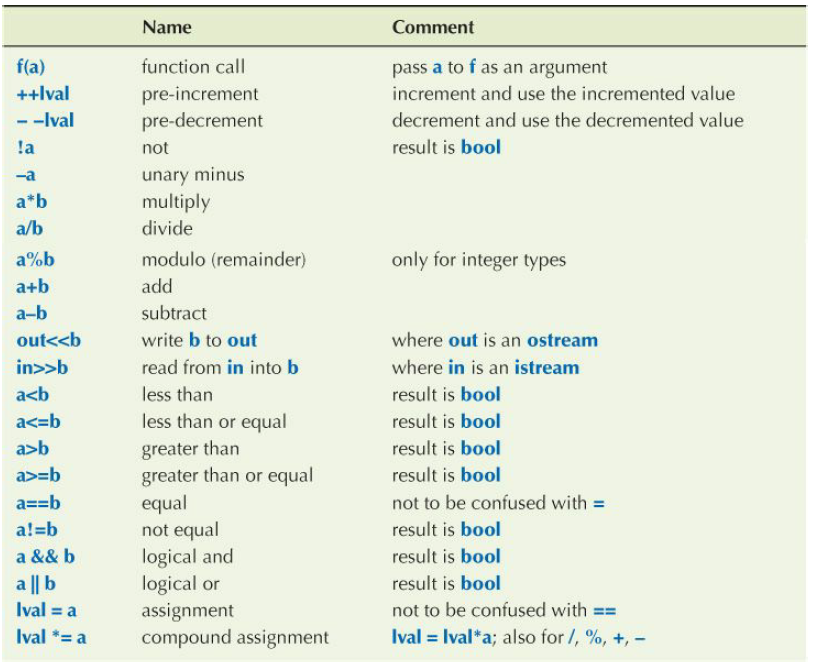 Name Comment
f(a) function call pass a to f as an argument
++lval pre-increment increment and use the incremented value
– –lval pre-decrement decrement and use the decremented value
!a not result is bool
–a unary minus
a*b multiply
a/b divide
a%b modulo (remainder) only for integer types
a+b add
a–b subtract
out<<b write b to out where out is an ostream
in>>b read from in into b where in is an istream
a<b less than result is bool
a<=b less than or equal result is bool
a>b greater than result is bool
a>=b greater than or equal result is bool
a==b equal not to be confused with =
a!=b not equal result is bool
a && b logical and result is bool
a || b logical or result is bool
lval = a assignment not to be confused with ==
lval *= a compound assignment lval = lval*a; also for /, %, +, –